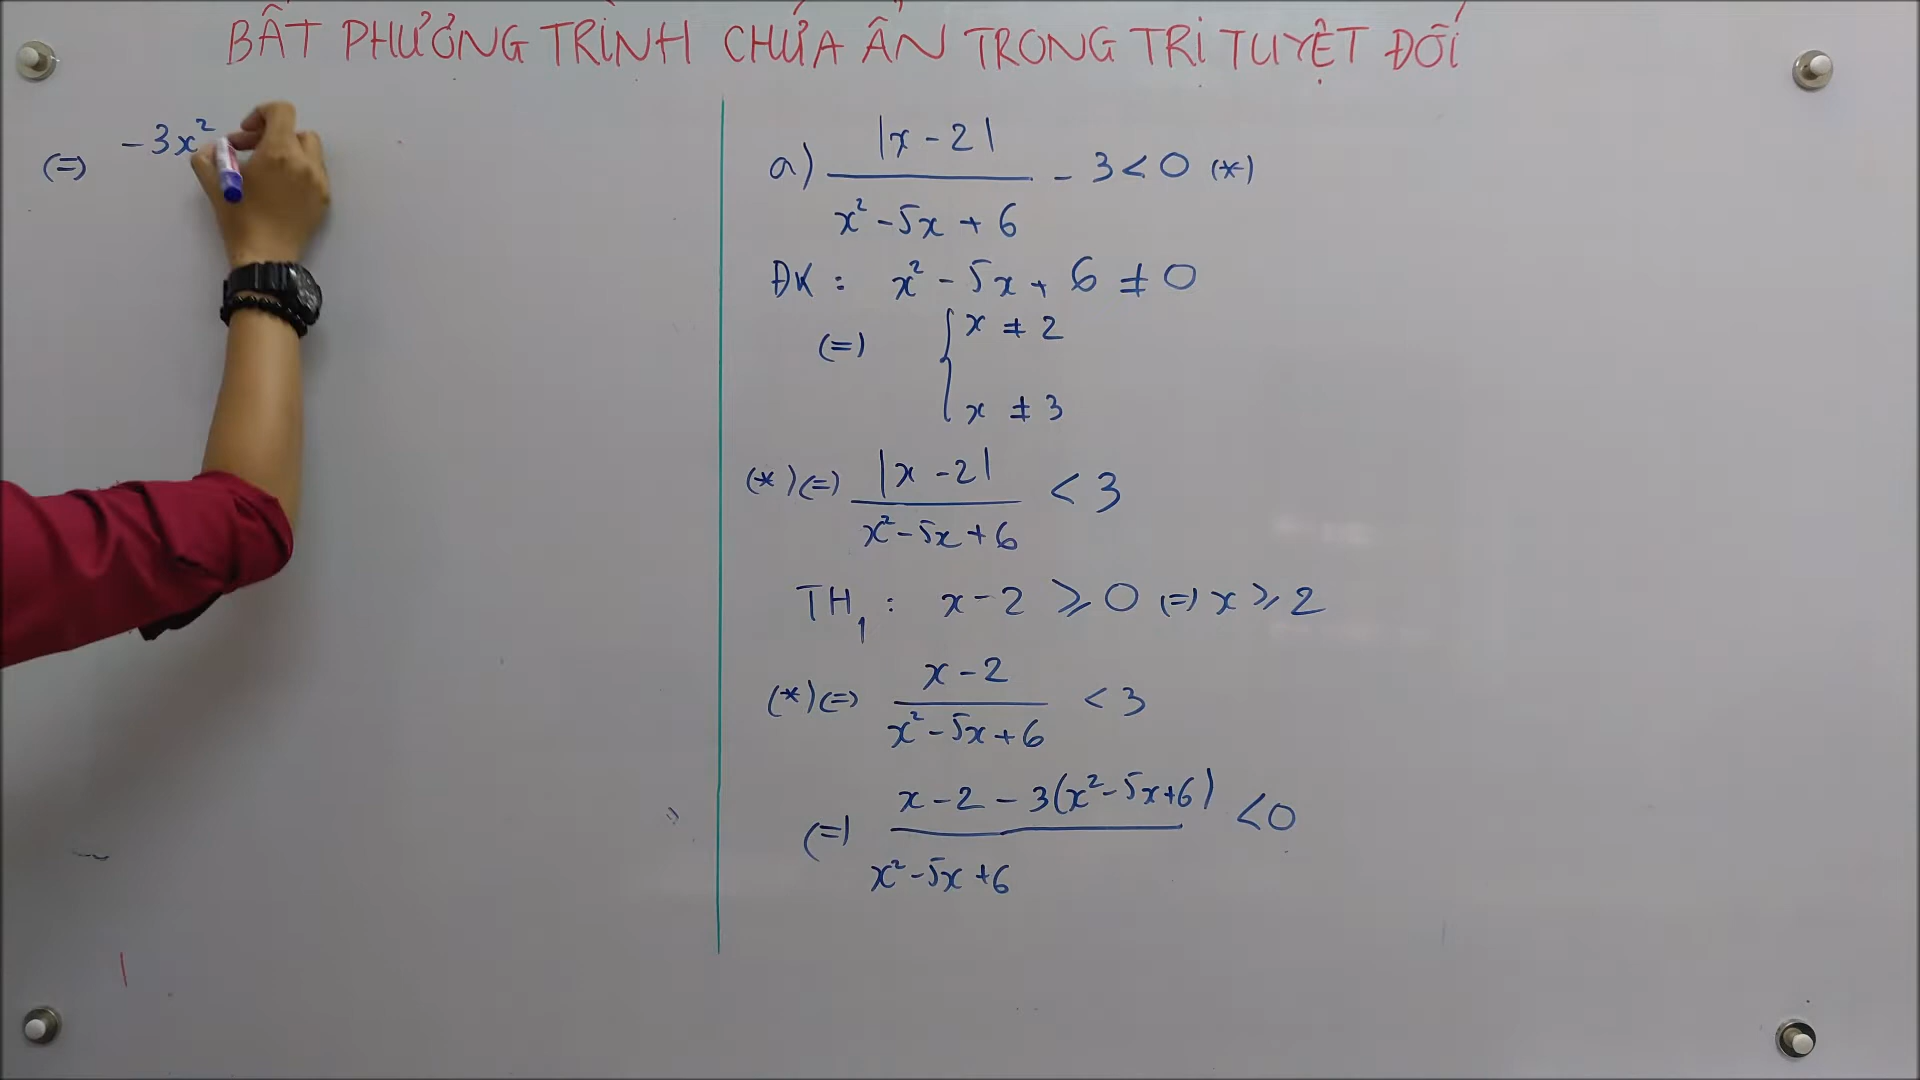 BẤT PHƯƠNG TRÌNH CHỨA ẨN TRONG TRỊ TUYỆT ĐỐI
a) |x - 2| / (x² - 5x + 6) - 3 < 0 (*)
ĐK : x² - 5x + 6 ≠ 0
(=) { x ≠ 2
x ≠ 3
(*) (=) |x - 2| / (x² - 5x + 6) < 3
TH₁ : x - 2 ⩾ 0 (=) x ⩾ 2
(*) (=) (x - 2) / (x² - 5x + 6) < 3
(=) (x - 2 - 3(x² - 5x + 6)) / (x² - 5x + 6) < 0
(=) - 3x²